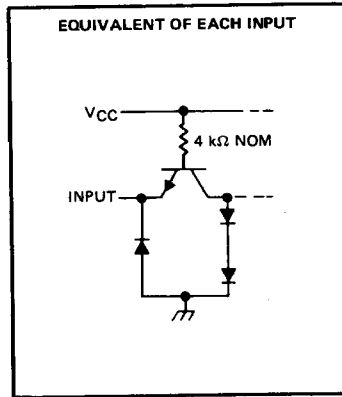 EQUIVALENT OF EACH INPUT
VCC
4 kΩ NOM
INPUT